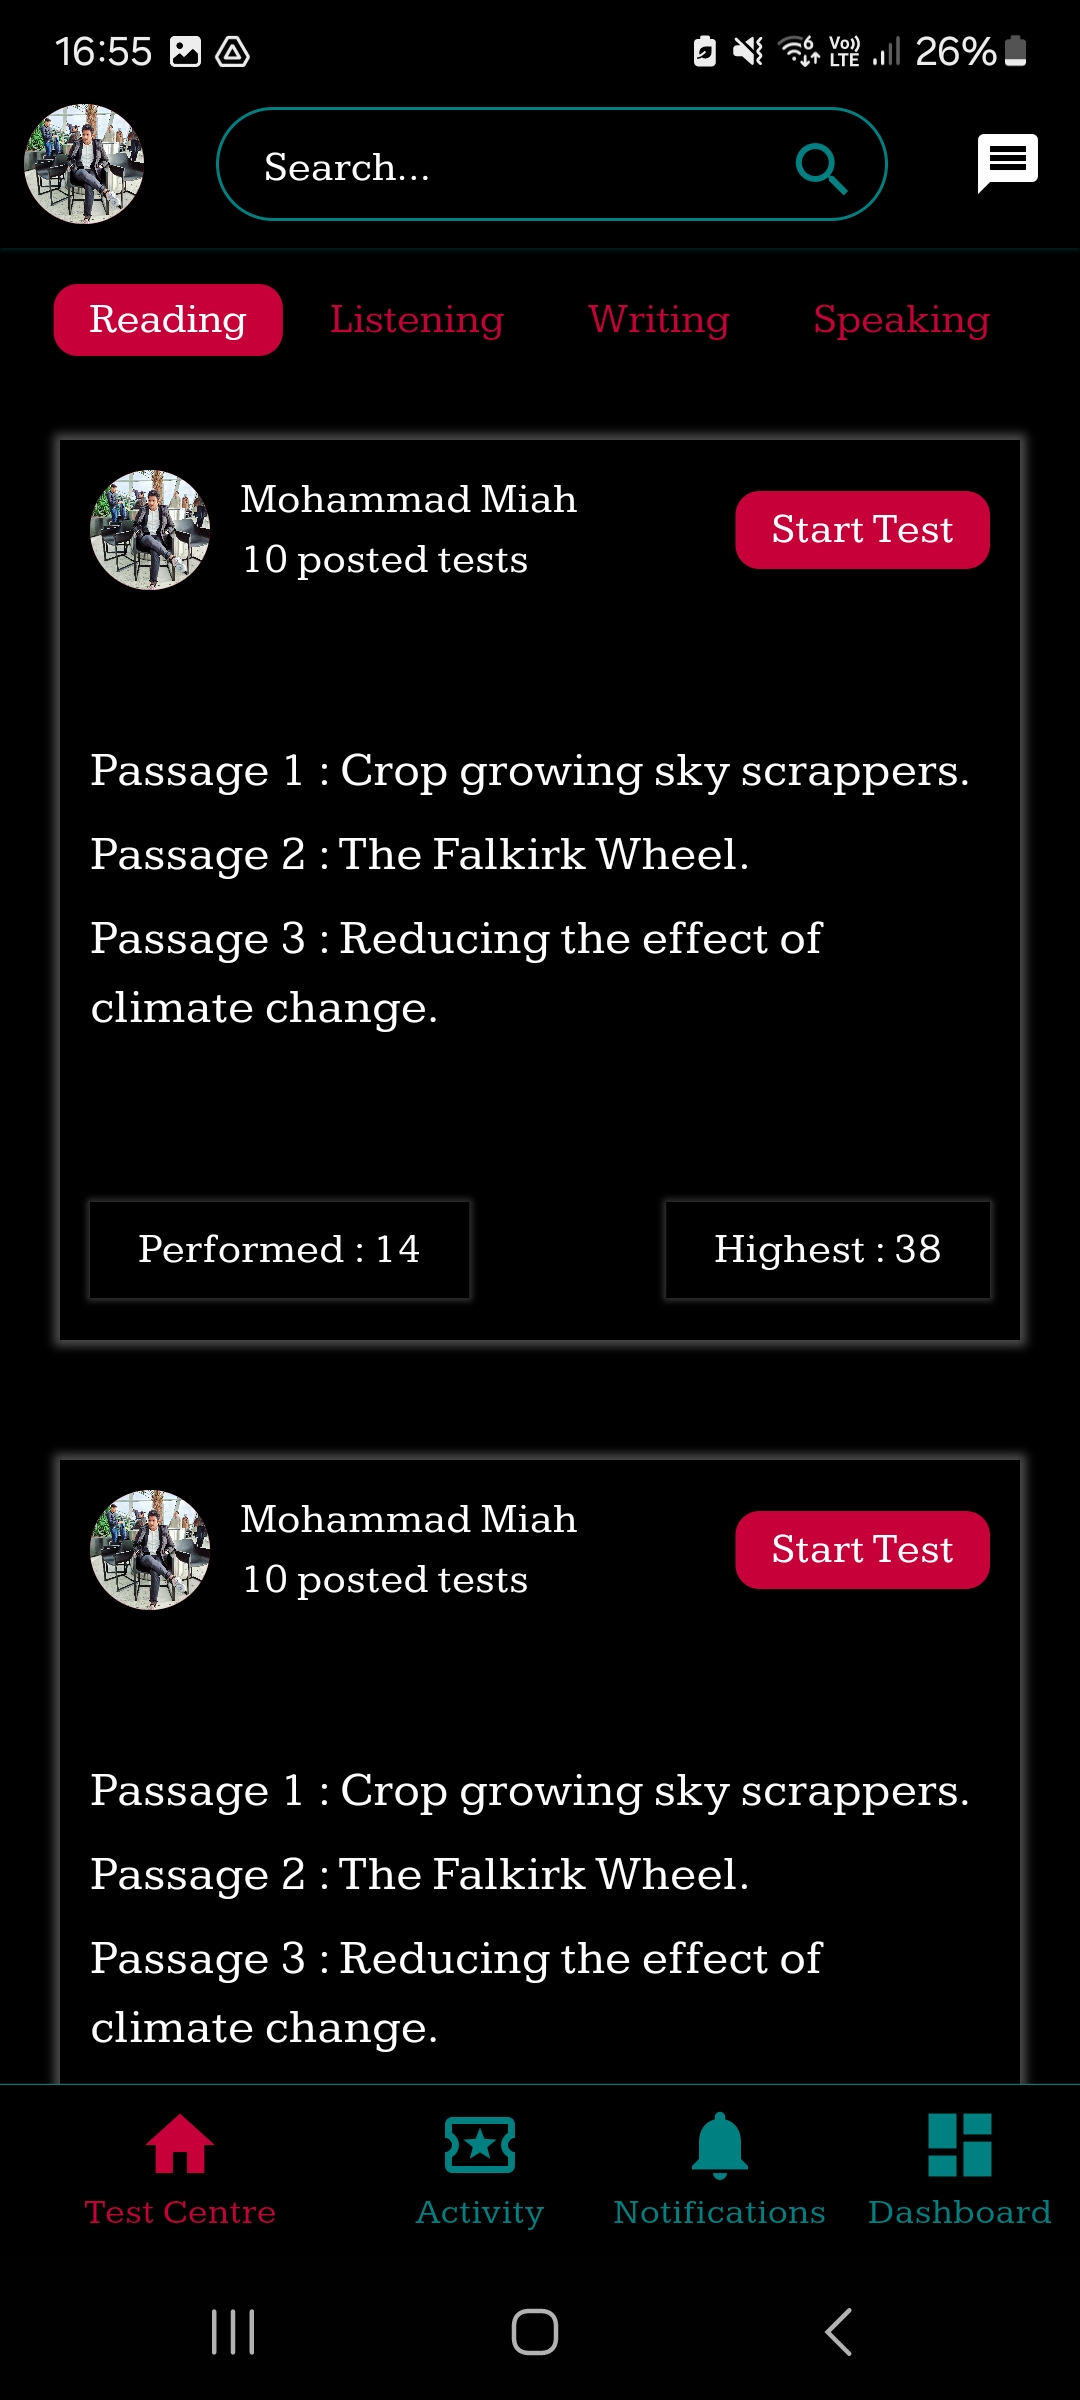 16:55
6 Vo)) LTE 26%
Search...
Reading Listening Writing Speaking
Mohammad Miah
10 posted tests
Start Test
Passage 1 : Crop growing sky scrappers.
Passage 2 : The Falkirk Wheel.
Passage 3 : Reducing the effect of
climate change.
Performed : 14 Highest : 38
Mohammad Miah
10 posted tests
Start Test
Passage 1 : Crop growing sky scrappers.
Passage 2 : The Falkirk Wheel.
Passage 3 : Reducing the effect of
climate change.
Test Centre Activity Notifications Dashboard